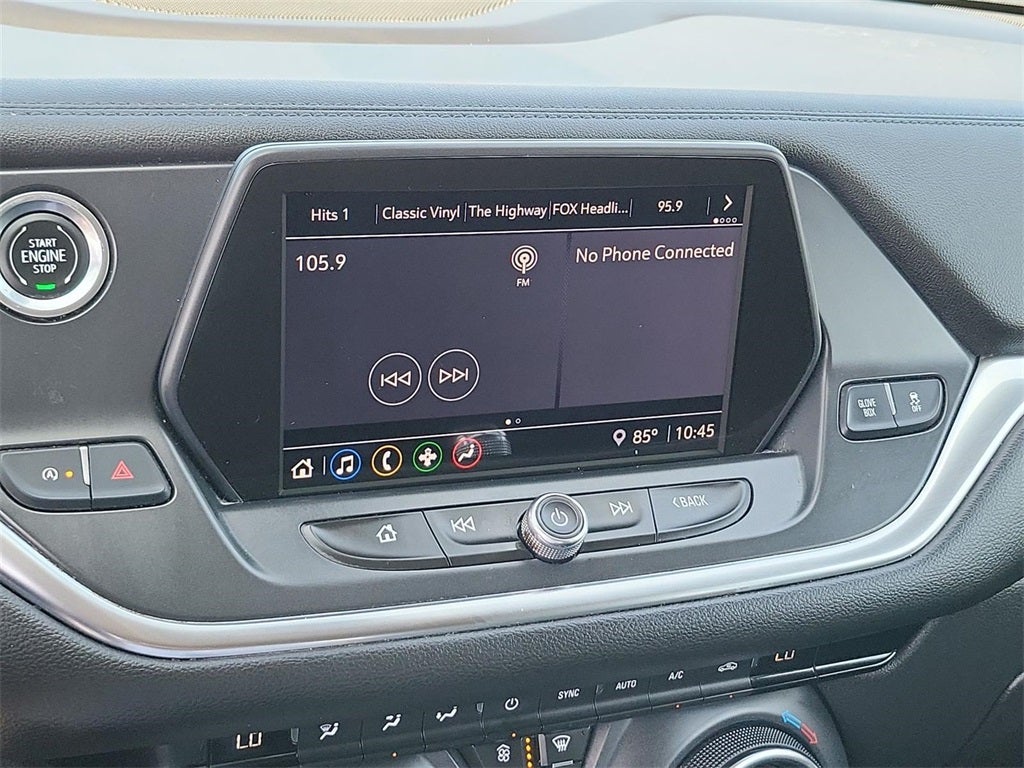 Hits 1 Classic Vinyl The Highway FOX Headli... 95.9
105.9
FM
No Phone Connected
85° 10:45
START
ENGINE
STOP
A
GLOVE
BOX
OFF
BACK
LO
SYNC
AUTO
A/C
LO